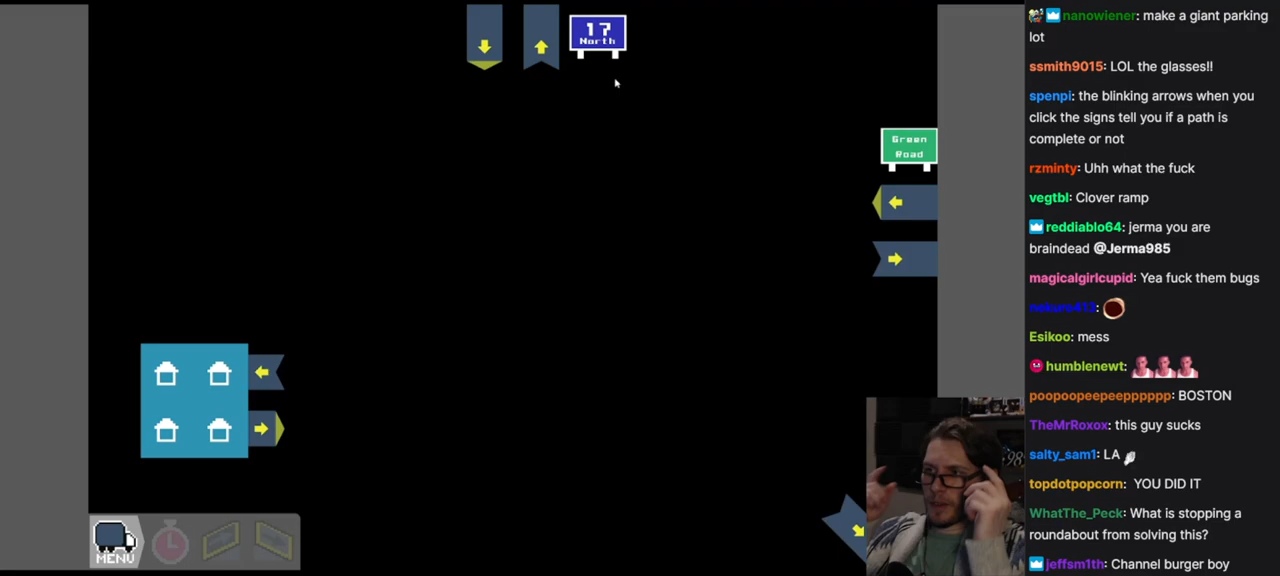 17
North
Green
Road
MENU
nanowiener: make a giant parking
lot
ssmith9015: LOL the glasses!!
spenpi: the blinking arrows when you
click the signs tell you if a path is
complete or not
rzminty: Uhh what the fuck
vegtbl: Clover ramp
reddiablo64: jerma you are
braindead @Jerma985
magicalgirlcupid: Yea fuck them bugs
nekuro413:
Esikoo: mess
humblenewt:
poopoopeepeepppppp: BOSTON
TheMrRoxox: this guy sucks
salty_sam1: LA
topdotpopcorn: YOU DID IT
WhatThe_Peck: What is stopping a
roundabout from solving this?
jeffsm1th: Channel burger boy